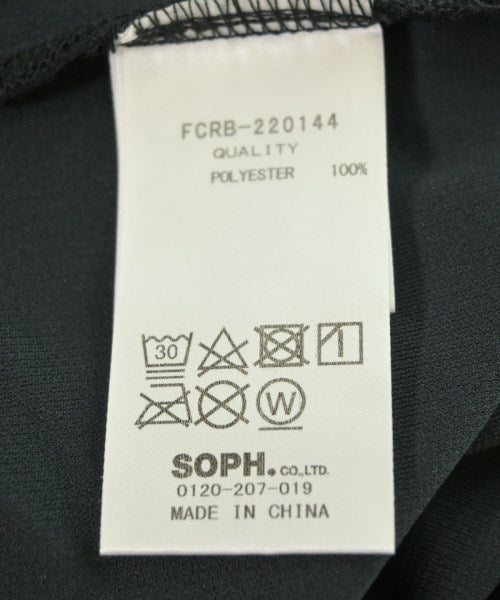 FCRB-220144
QUALITY
POLYESTER 100%
30
W
SOPH. CO.,LTD.
0120-207-019
MADE IN CHINA